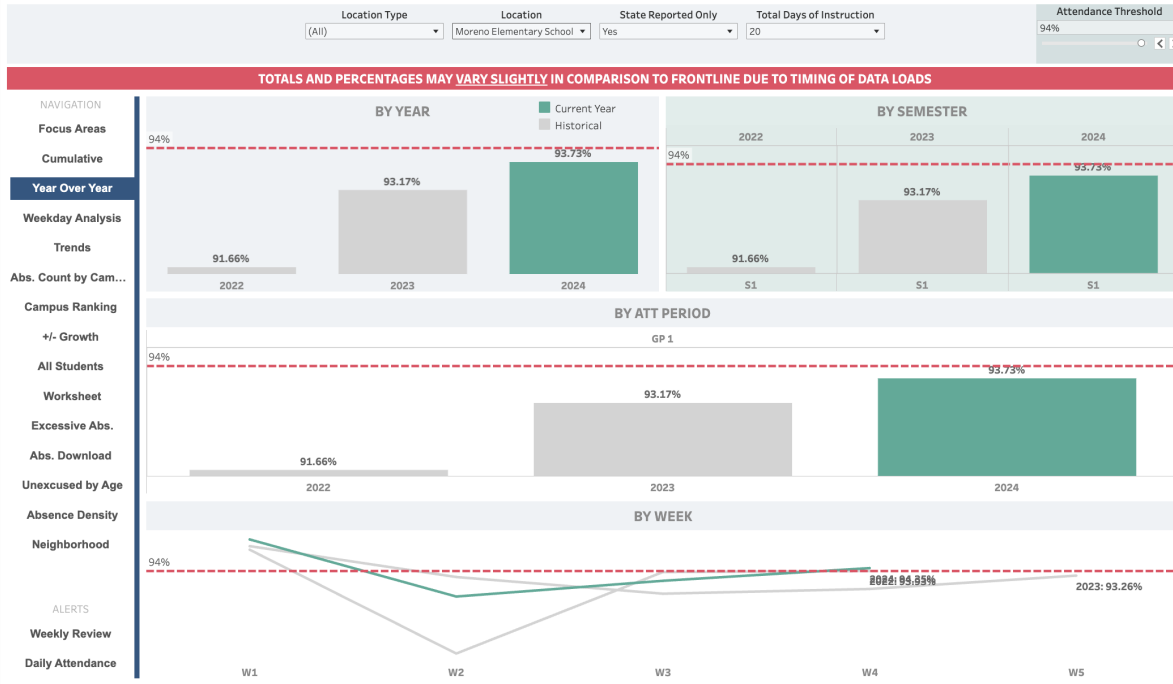 Location Type
(All)
Location
Moreno Elementary School
State Reported Only
Yes
Total Days of Instruction
20
Attendance Threshold
94%
TOTALS AND PERCENTAGES MAY VARY SLIGHTLY IN COMPARISON TO FRONTLINE DUE TO TIMING OF DATA LOADS
NAVIGATION
Focus Areas
Cumulative
Year Over Year
Weekday Analysis
Trends
Abs. Count by Cam...
Campus Ranking
+/- Growth
All Students
Worksheet
Excessive Abs.
Abs. Download
Unexcused by Age
Absence Density
Neighborhood
ALERTS
Weekly Review
Daily Attendance
BY YEAR
Current Year
Historical
94%
91.66%
93.17%
93.73%
2022
2023
2024
BY SEMESTER
2022
2023
2024
94%
91.66%
93.17%
93.73%
S1
S1
S1
BY ATT PERIOD
GP 1
94%
91.66%
93.17%
93.73%
2022
2023
2024
BY WEEK
94%
2023: 93.26%
W1
W2
W3
W4
W5